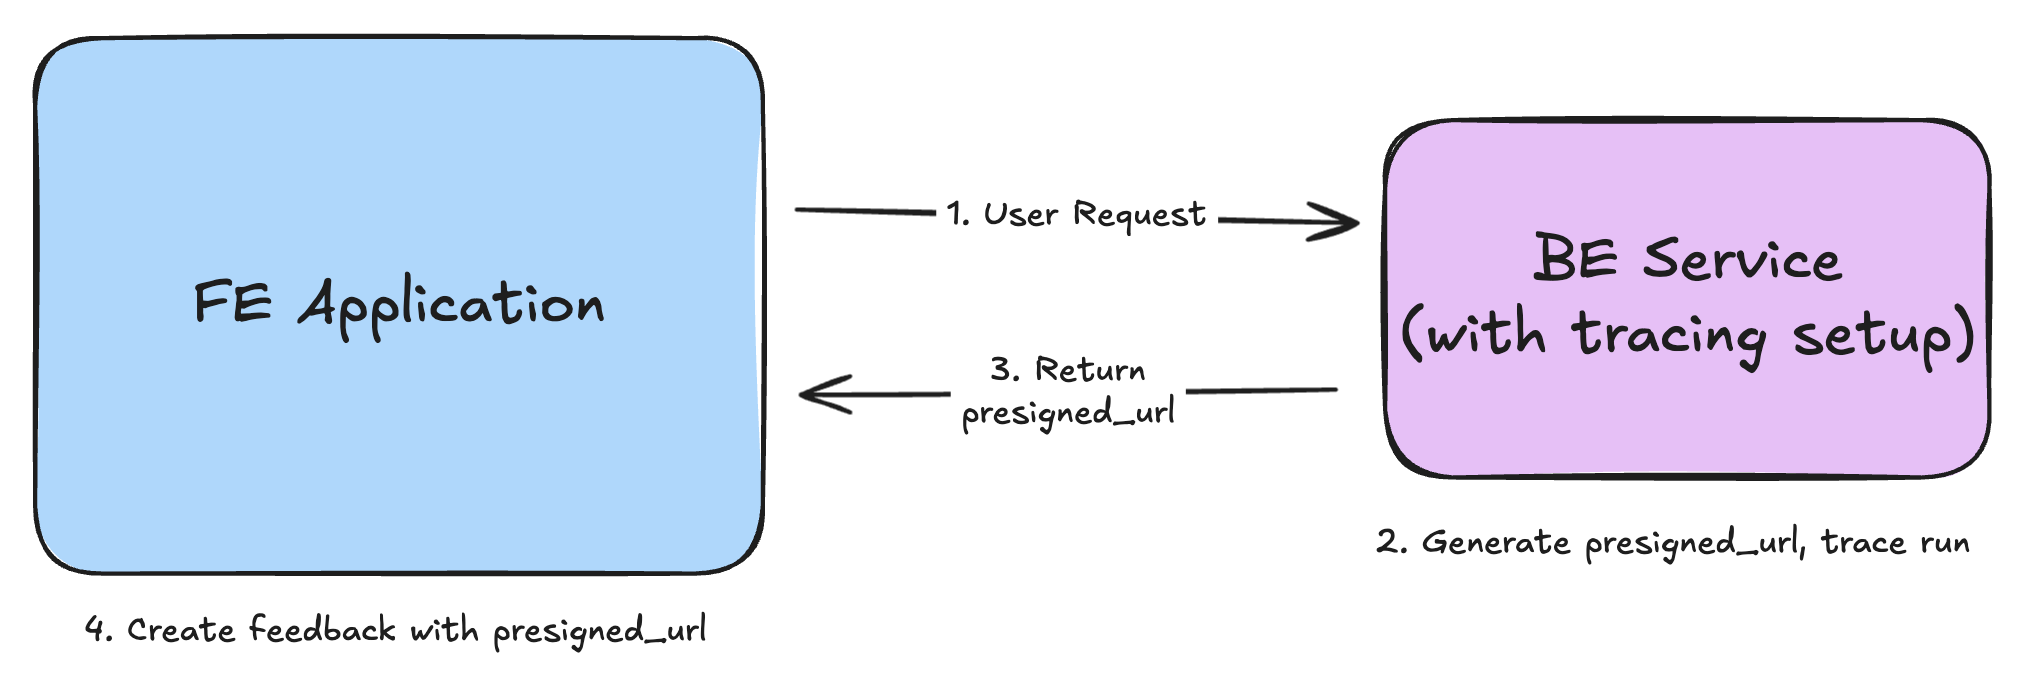 FE Application
1. User Request
BE Service
(with tracing setup)
3. Return
presigned_url
2. Generate presigned_url, trace run
4. Create feedback with presigned_url